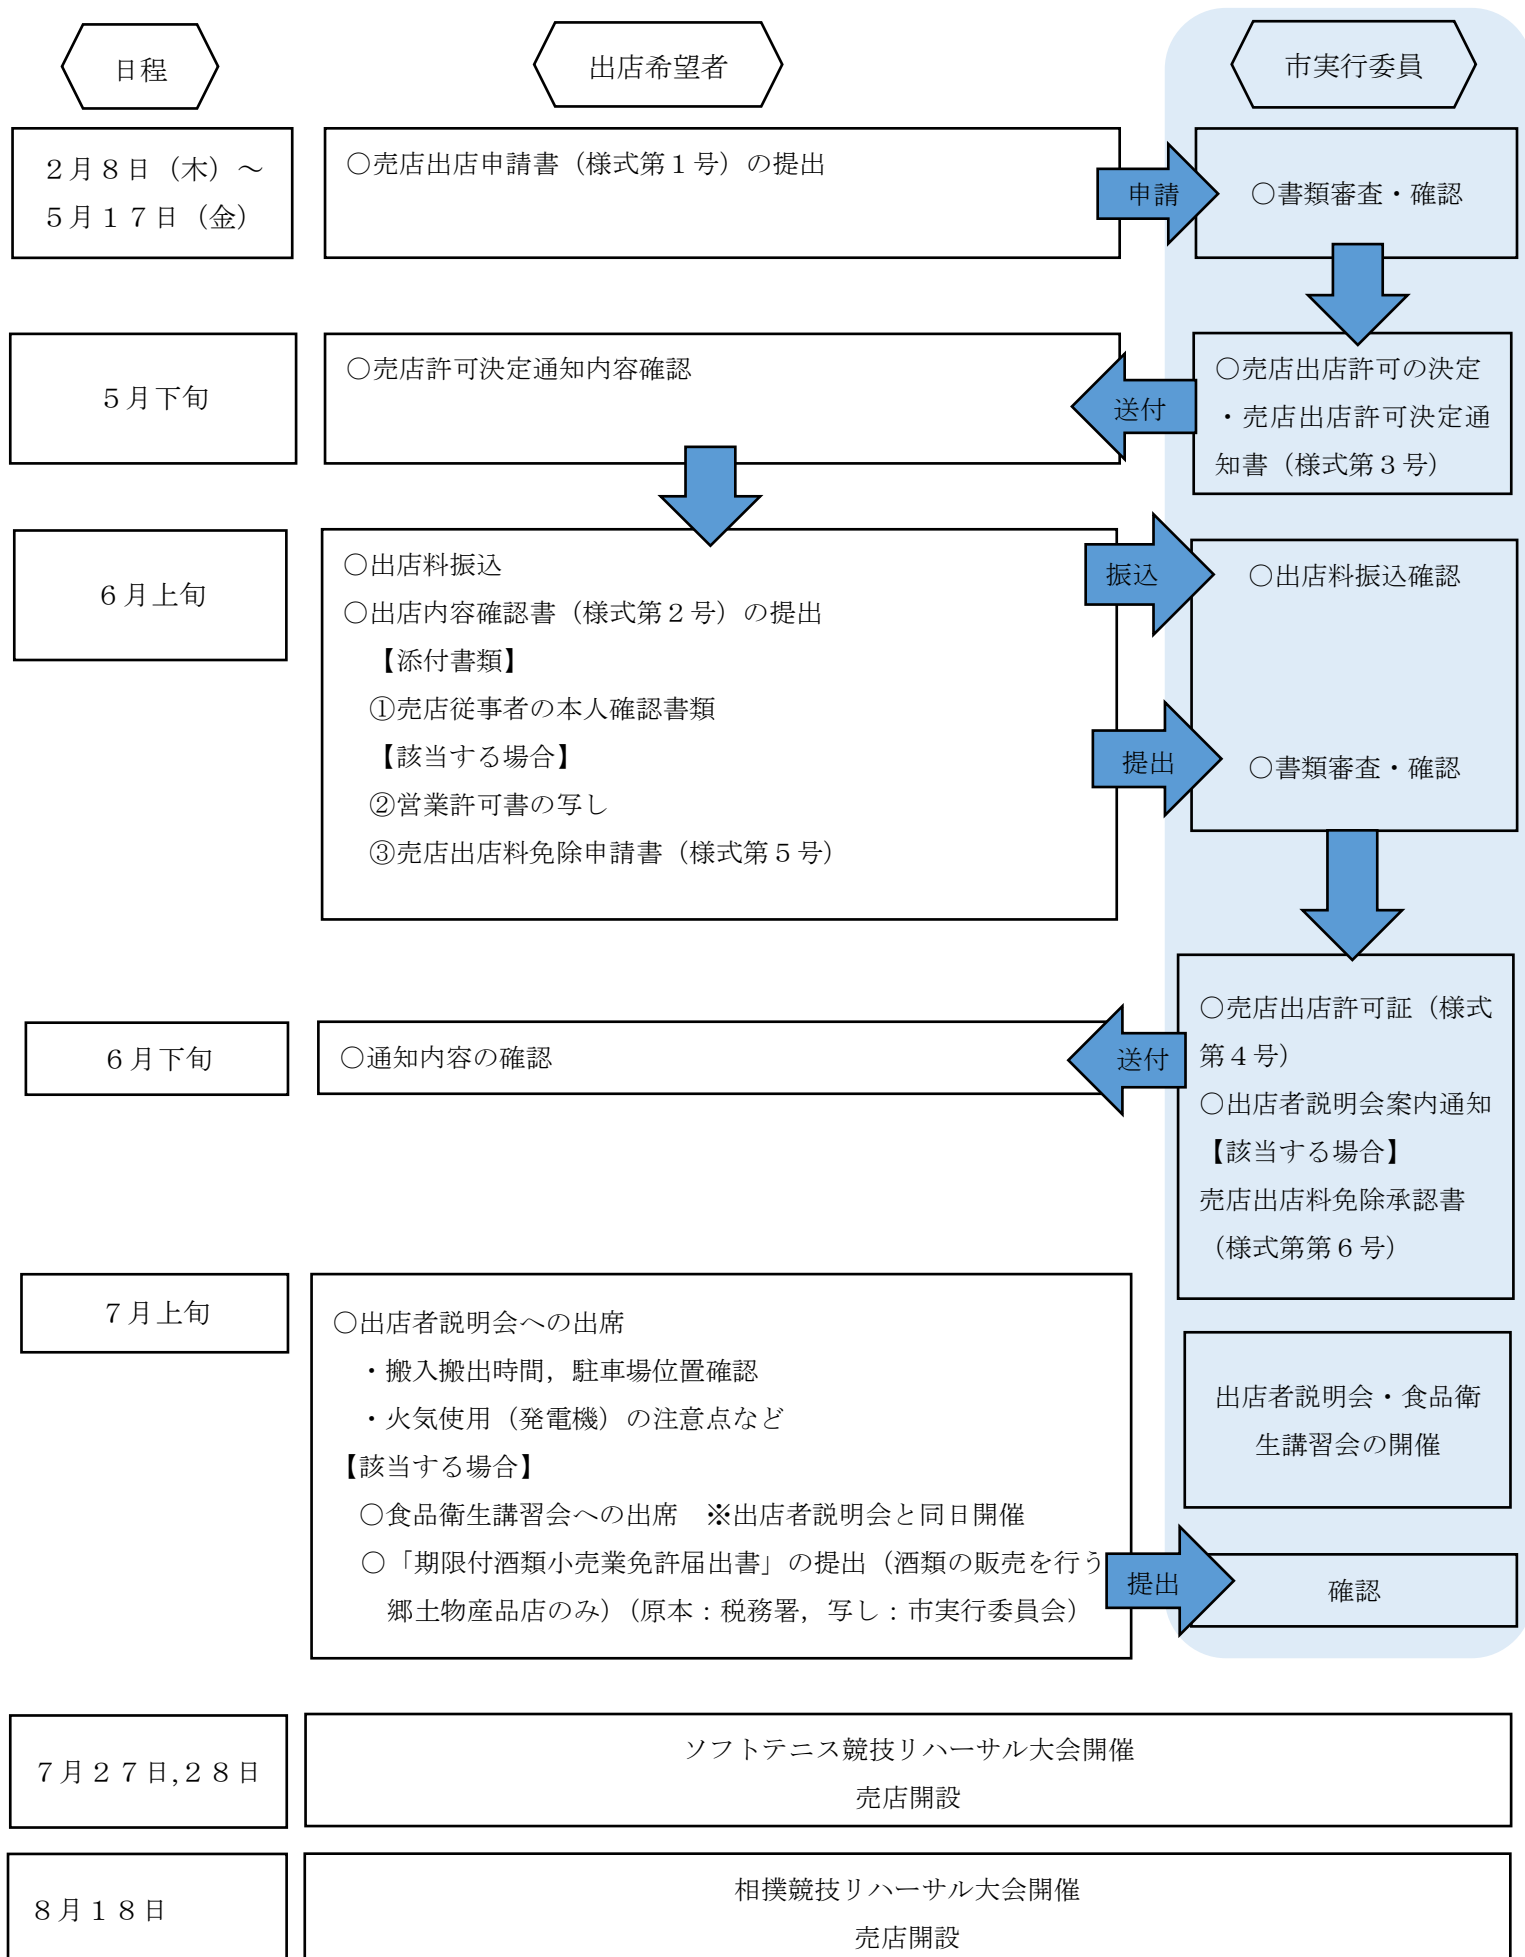 日程
出店希望者
市実行委員
２月８日（木）～
５月１７日（金）
○売店出店申請書（様式第１号）の提出
申請
○書類審査・確認
５月下旬
○売店許可決定通知内容確認
送付
○売店出店許可の決定
・売店出店許可決定通
知書（様式第３号）
６月上旬
○出店料振込
○出店内容確認書（様式第２号）の提出
【添付書類】
①売店従事者の本人確認書類
【該当する場合】
②営業許可書の写し
③売店出店料免除申請書（様式第５号）
振込
○出店料振込確認
提出
○書類審査・確認
６月下旬
○通知内容の確認
送付
○売店出店許可証（様式
第４号）
○出店者説明会案内通知
【該当する場合】
売店出店料免除承認書
（様式第第６号）
７月上旬
○出店者説明会への出席
・搬入搬出時間，駐車場位置確認
・火気使用（発電機）の注意点など
【該当する場合】
○食品衛生講習会への出席　※出店者説明会と同日開催
○「期限付酒類小売業免許届出書」の提出（酒類の販売を行う
郷土物産品店のみ）（原本：税務署，写し：市実行委員会）
出店者説明会・食品衛
生講習会の開催
提出
確認
７月２７日,２８日
ソフトテニス競技リハーサル大会開催
売店開設
８月１８日
相撲競技リハーサル大会開催
売店開設